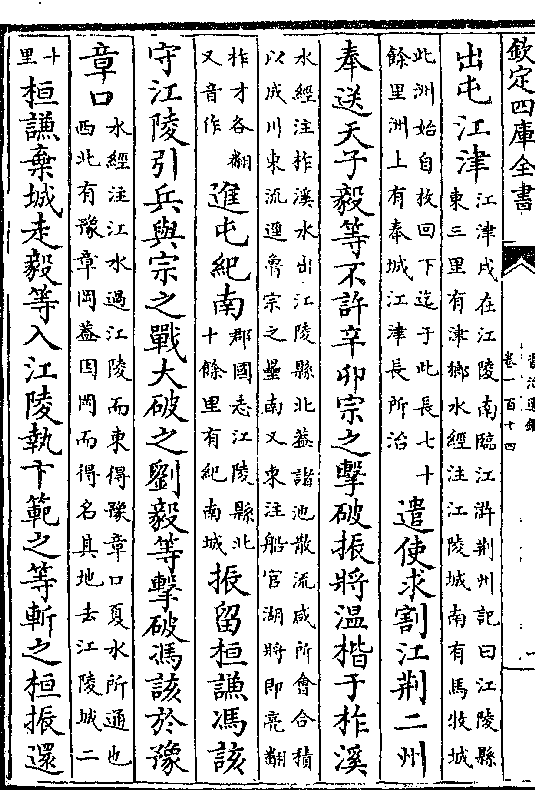 欽定四庫全書
卷一百十四
出屯江津
江津戍在江陵南臨江滸荆州記曰江陵縣
東三里有津鄉水經注江陵城南有馬牧城
此洲始自枚回下迄于此長七十
餘里洲上有奉城江津長所治
遣使求割江荆二州
奉送天子毅等不許辛卯宗之擊破振將温楷于柞溪
水經注柞溪水出江陵縣北蓋諸池散流咸所會合積
以成川東流逕魯宗之壘南又東注船官湖將即亮翻
柞才各翻
又音作
進屯紀南
郡國志江陵縣北
十餘里有紀南城
振留桓謙馮該
守江陵引兵與宗之戰大破之劉毅等擊破馮該於豫
章口
水經注江水過江陵而東得豫章口夏水所通也
西北有豫章岡蓋因岡而得名其地去江陵城二
十
里
桓謙棄城走毅等入江陵執卞範之等斬之桓振還